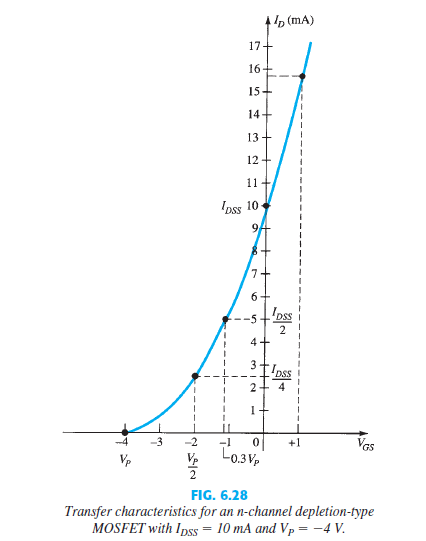 I_D (mA)
17
16
15
14
13
12
11
I_DSS 10
9
8
7
6
5 I_DSS/2
4
3
I_DSS/4
2
1
–4 –3 –2 –1 0 +1 V_GS
V_P V_P/2 0.3 V_P
FIG. 6.28
Transfer characteristics for an n-channel depletion-type
MOSFET with I_DSS = 10 mA and V_P = –4 V.